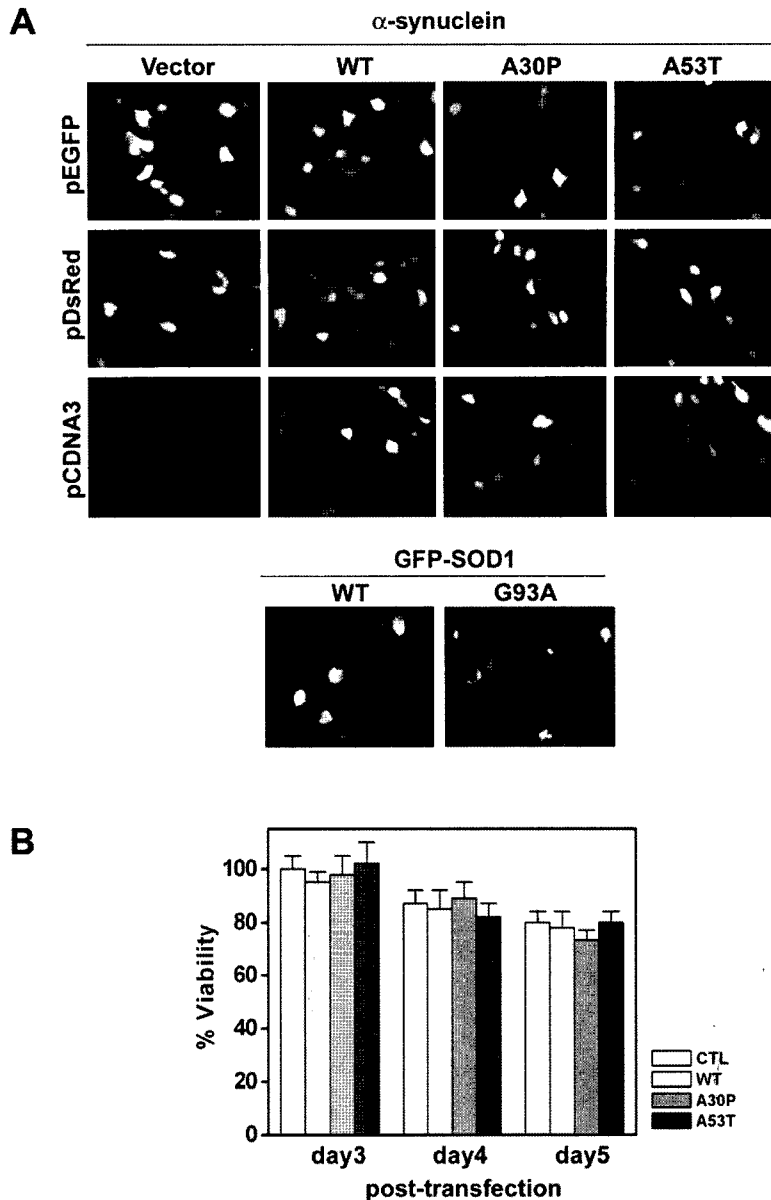 A
α-synuclein
Vector WT A30P A53T
pEGFP
pDsRed
pCDNA3
GFP-SOD1
WT G93A
B
% Viability
100
80
60
40
20
0
day3 day4 day5
post-transfection
CTL
WT
A30P
A53T